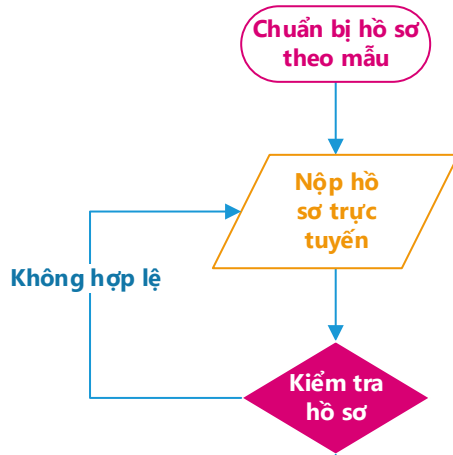 Chuẩn bị hồ sơ
theo mẫu
Nộp hồ
sơ trực
tuyến
Không hợp lệ
Kiểm tra
hồ sơ